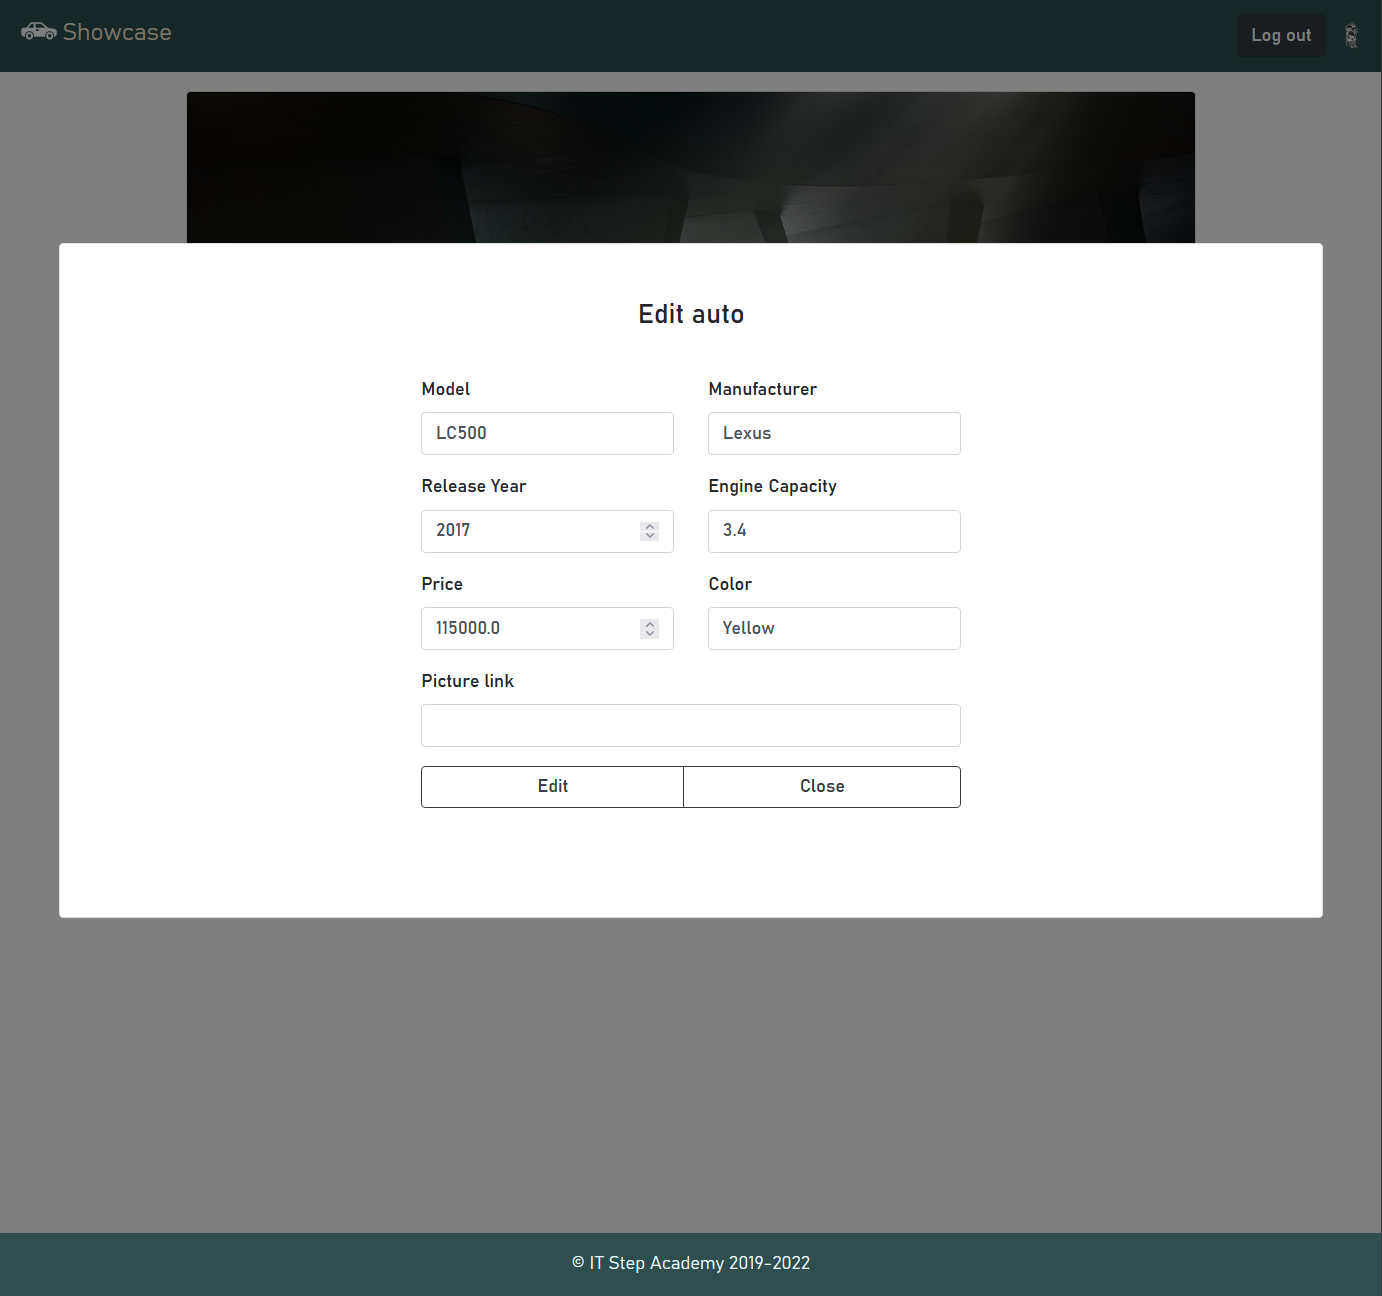 Showcase
Log out
Edit auto
Model
Manufacturer
LC500
Lexus
Release Year
Engine Capacity
2017
3.4
Price
Color
115000.0
Yellow
Picture link
Edit
Close
© IT Step Academy 2019-2022